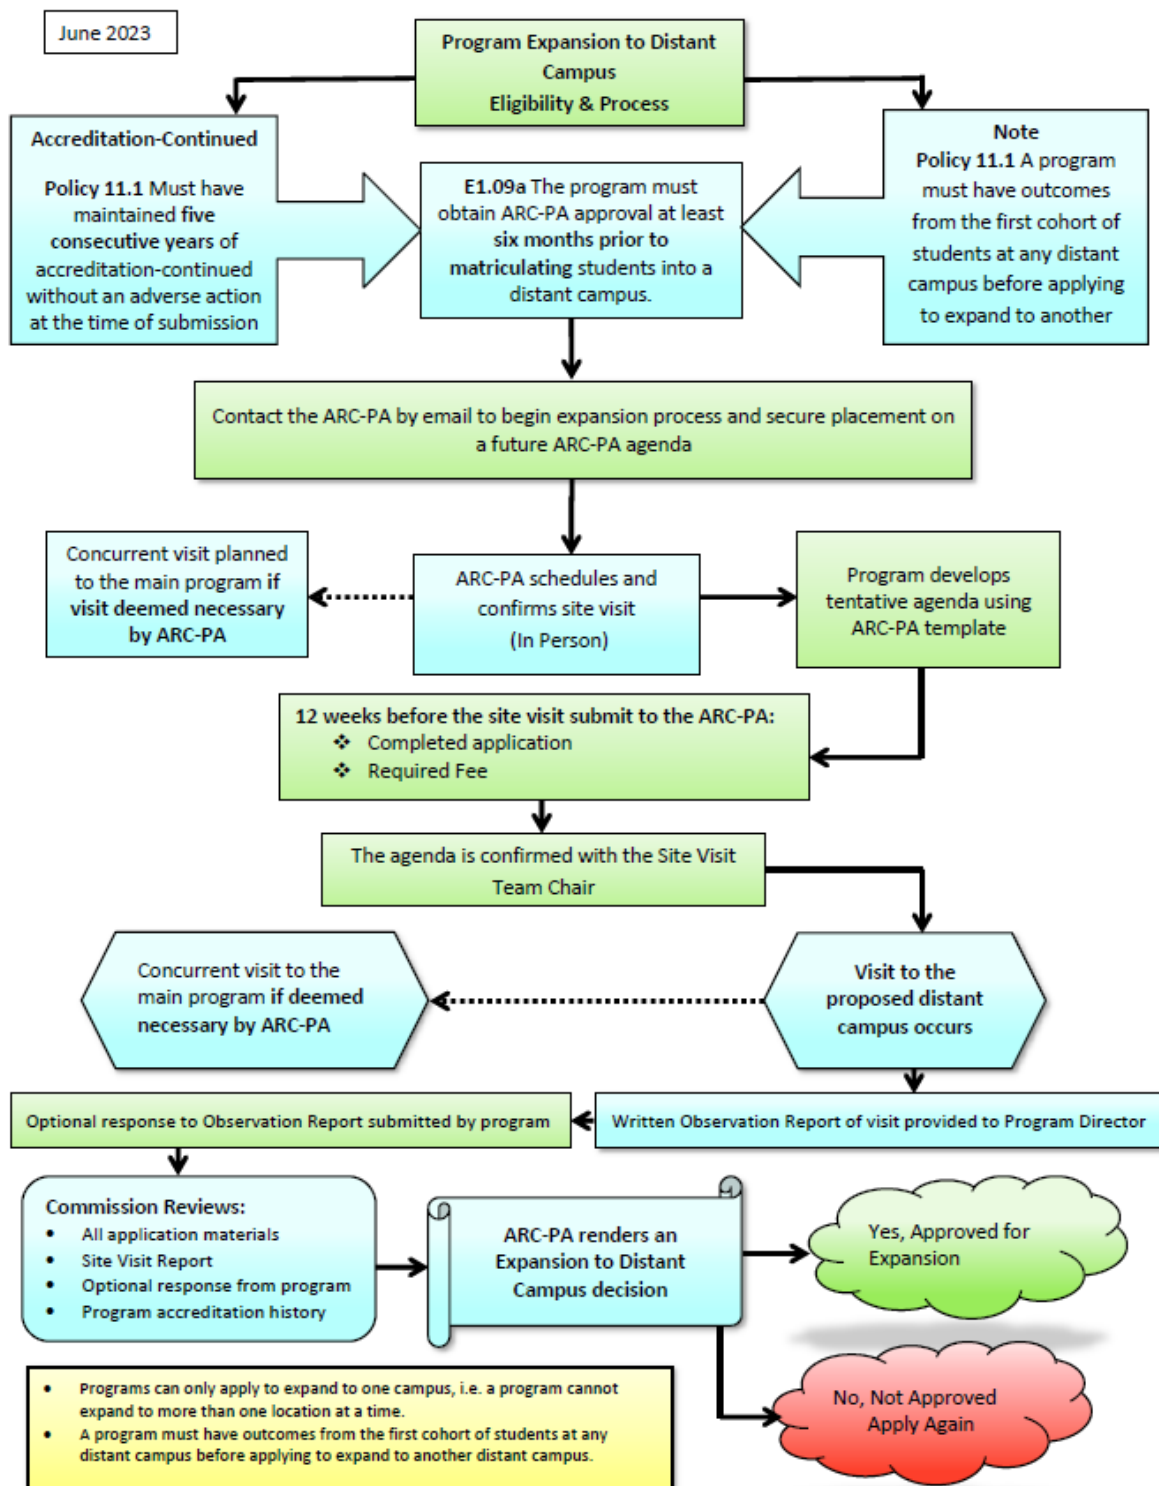 June 2023
Program Expansion to Distant
Campus
Eligibility & Process
Accreditation-Continued
Policy 11.1 Must have
maintained five
consecutive years of
accreditation-continued
without an adverse action
at the time of submission
E1.09a The program must
obtain ARC-PA approval at least
six months prior to
matriculating students into a
distant campus.
Note
Policy 11.1 A program
must have outcomes
from the first cohort of
students at any distant
campus before applying
to expand to another
Contact the ARC-PA by email to begin expansion process and secure placement on
a future ARC-PA agenda
Concurrent visit planned
to the main program if
visit deemed necessary
by ARC-PA
ARC-PA schedules and
confirms site visit
(In Person)
Program develops
tentative agenda using
ARC-PA template
12 weeks before the site visit submit to the ARC-PA:
❖ Completed application
❖ Required Fee
The agenda is confirmed with the Site Visit
Team Chair
Concurrent visit to the
main program if deemed
necessary by ARC-PA
Visit to the
proposed distant
campus occurs
Optional response to Observation Report submitted by program
Written Observation Report of visit provided to Program Director
Commission Reviews:
• All application materials
• Site Visit Report
• Optional response from program
• Program accreditation history
ARC-PA renders an
Expansion to Distant
Campus decision
Yes, Approved for
Expansion
No, Not Approved
Apply Again
• Programs can only apply to expand to one campus, i.e. a program cannot
expand to more than one location at a time.
• A program must have outcomes from the first cohort of students at any
distant campus before applying to expand to another distant campus.